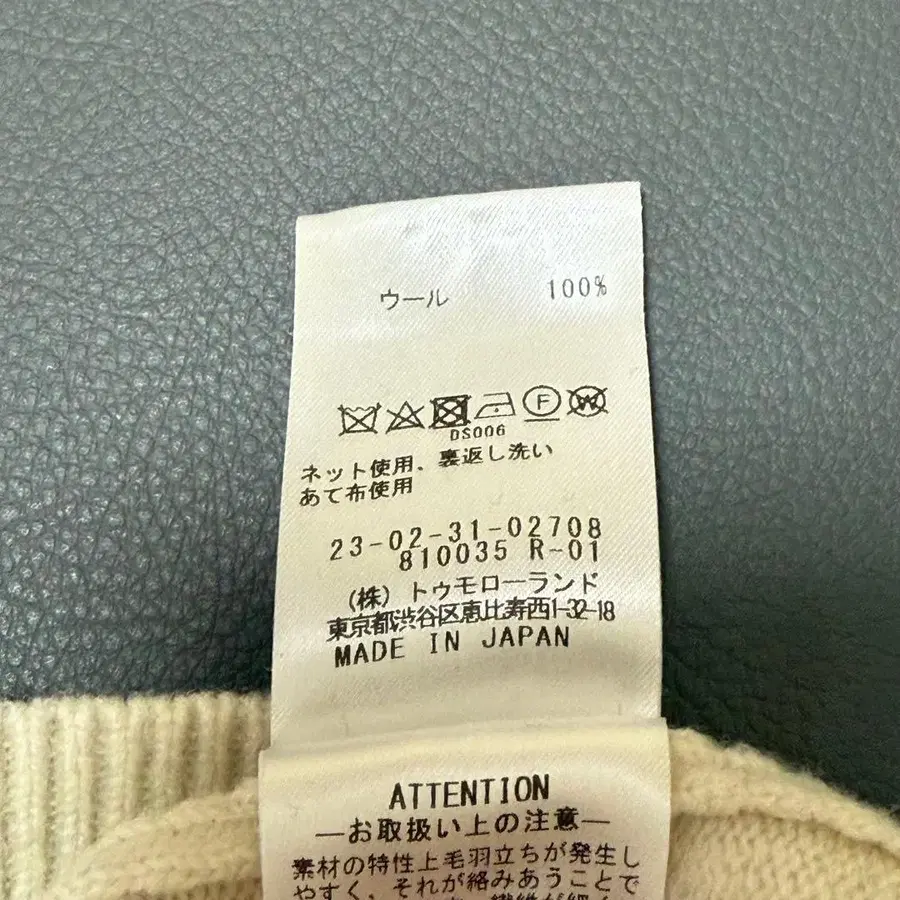 ウール 100%
F W
DS006
ネット使用、裏返し洗い
あて布使用
23-02-31-02708
810035 R-01
(株) トゥモローランド
東京都渋谷区恵比寿西1-32-18
MADE IN JAPAN
ATTENTION
―お取扱い上の注意―
素材の特性上毛羽立ちが発生し
やすく、それが絡みあうことで